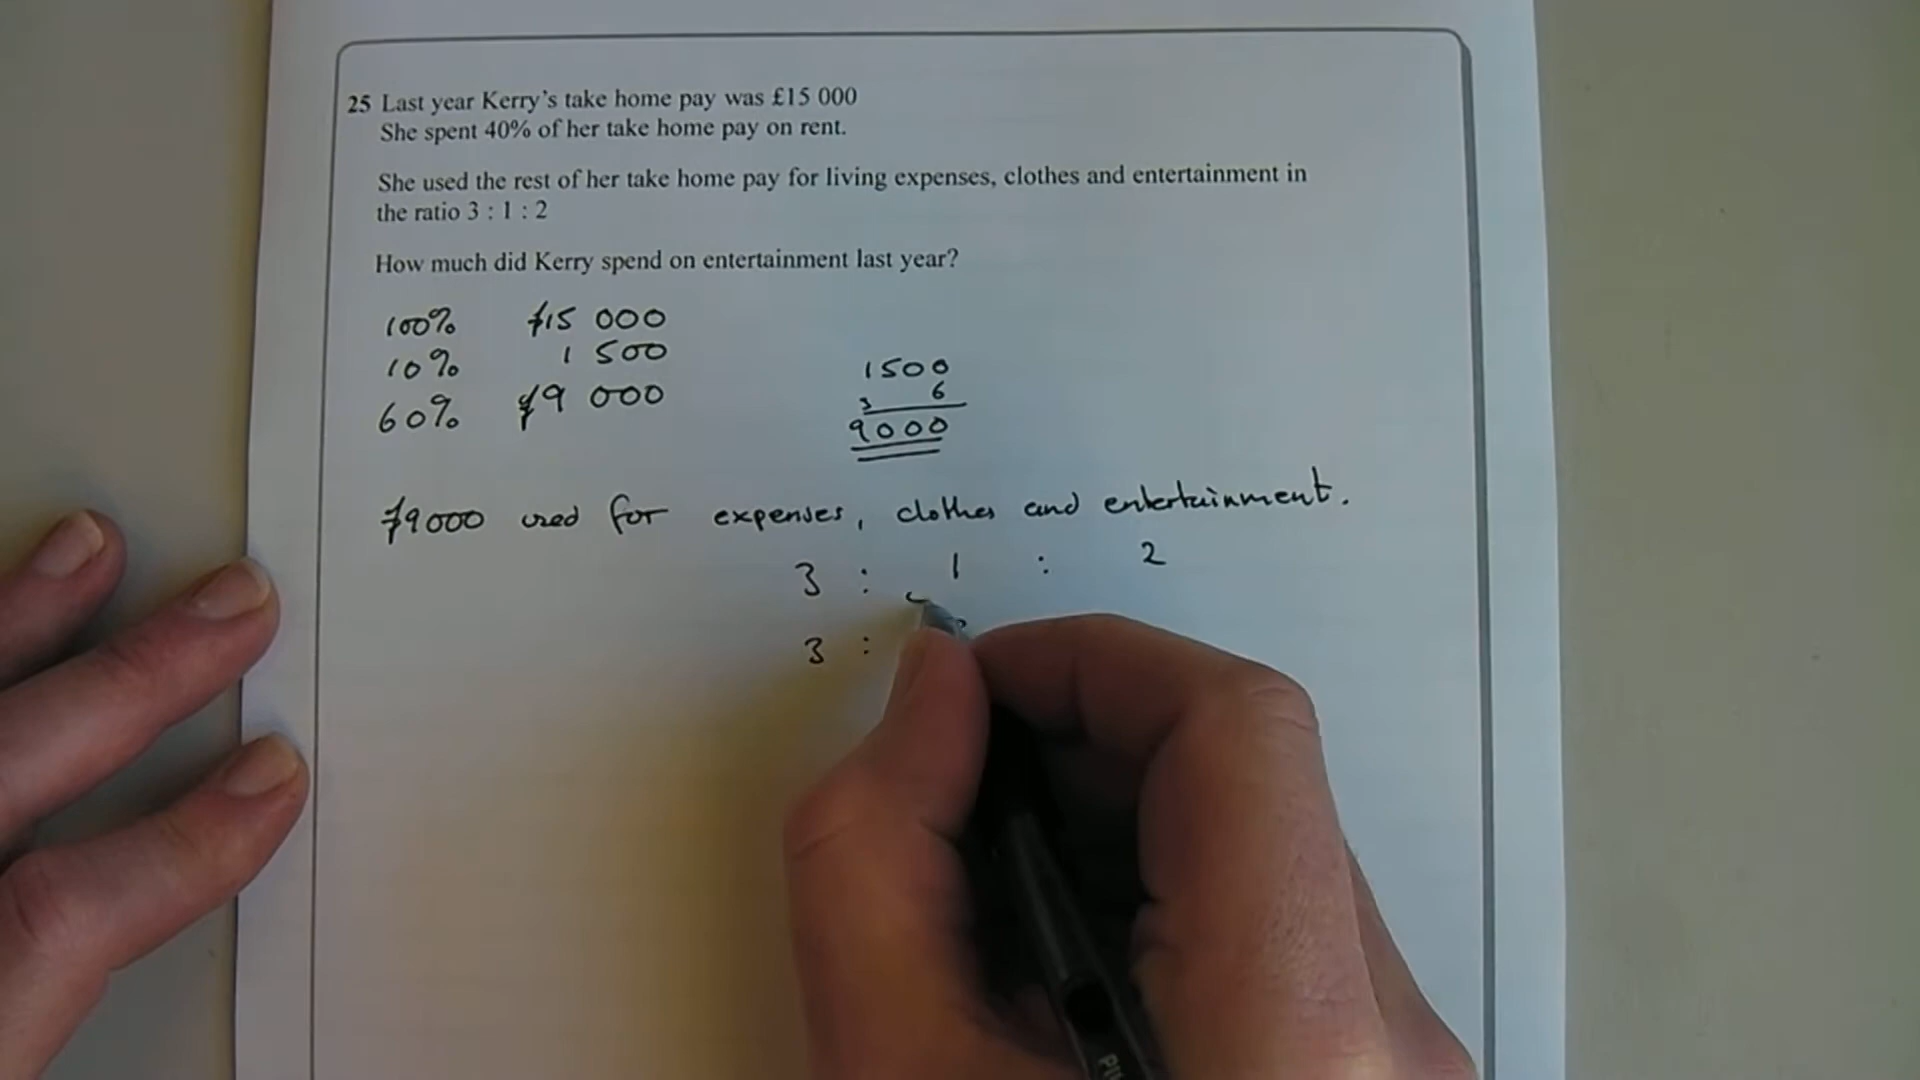 25 Last year Kerry's take home pay was £15 000
She spent 40% of her take home pay on rent.
She used the rest of her take home pay for living expenses, clothes and entertainment in
the ratio 3 : 1 : 2
How much did Kerry spend on entertainment last year?
100% £15 000
10% 1 500
60% £9 000
1500
6
3
9000
£9000 used for expenses, clothes and entertainment.
3 : 1 : 2
3 :